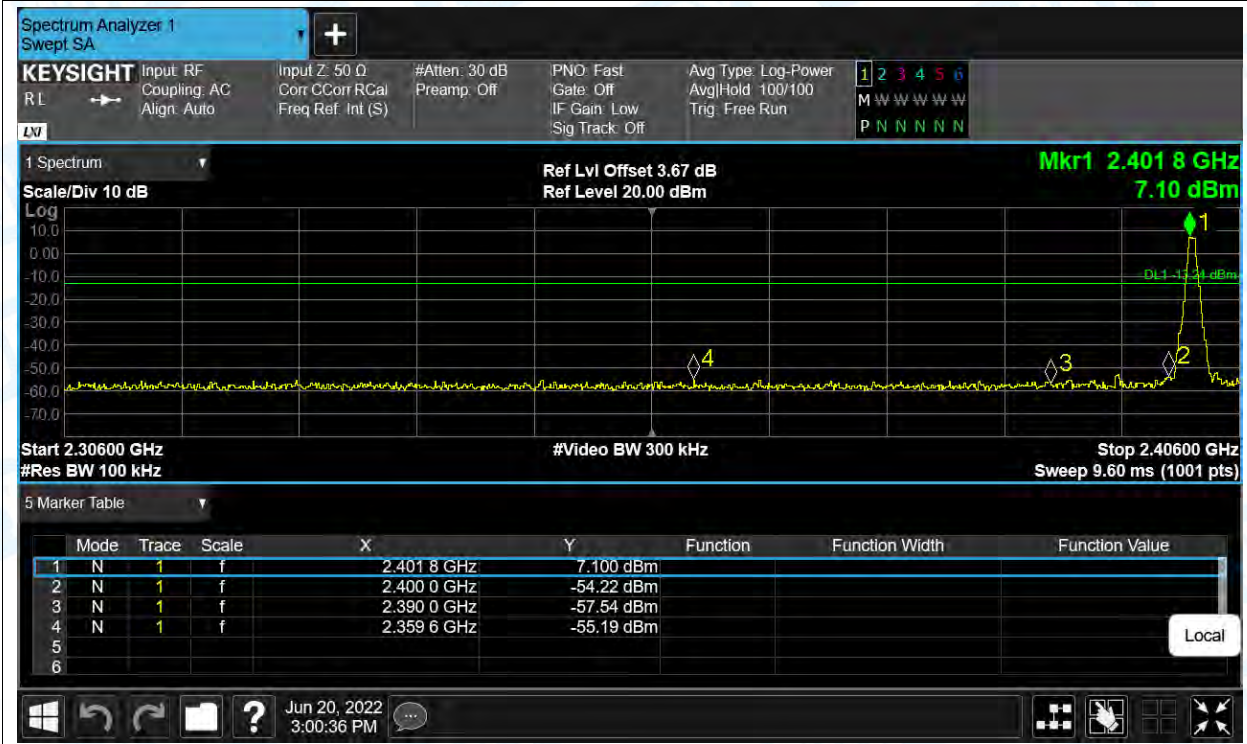 Spectrum Analyzer 1
Swept SA
+
KEYSIGHT Input: RF Input Z: 50 Ω #Atten: 30 dB PNO: Fast Avg Type: Log-Power 1 2 3 4 5 6
R L Coupling: AC Corr CCorr RCal Preamp: Off Gate: Off Avg|Hold: 100/100 M W W W W W W
Align: Auto Freq Ref: Int (S) IF Gain: Low Trig: Free Run
LXI Sig Track: Off P N N N N N N
1 Spectrum Ref Lvl Offset 3.67 dB Mkr1 2.401 8 GHz
Scale/Div 10 dB Ref Level 20.00 dBm 7.10 dBm
Log
10.0 1
0.00
-10.0 DL1 -13.24 dBm
-20.0
-30.0
-40.0
-50.0 4 3 2
-60.0
-70.0
Start 2.30600 GHz #Video BW 300 kHz Stop 2.40600 GHz
#Res BW 100 kHz Sweep 9.60 ms (1001 pts)
5 Marker Table
Mode Trace Scale X Y Function Function Width Function Value
1 N 1 f 2.401 8 GHz 7.100 dBm
2 N 1 f 2.400 0 GHz -54.22 dBm
3 N 1 f 2.390 0 GHz -57.54 dBm
4 N 1 f 2.359 6 GHz -55.19 dBm
5
6
Local
? Jun 20, 2022
3:00:36 PM